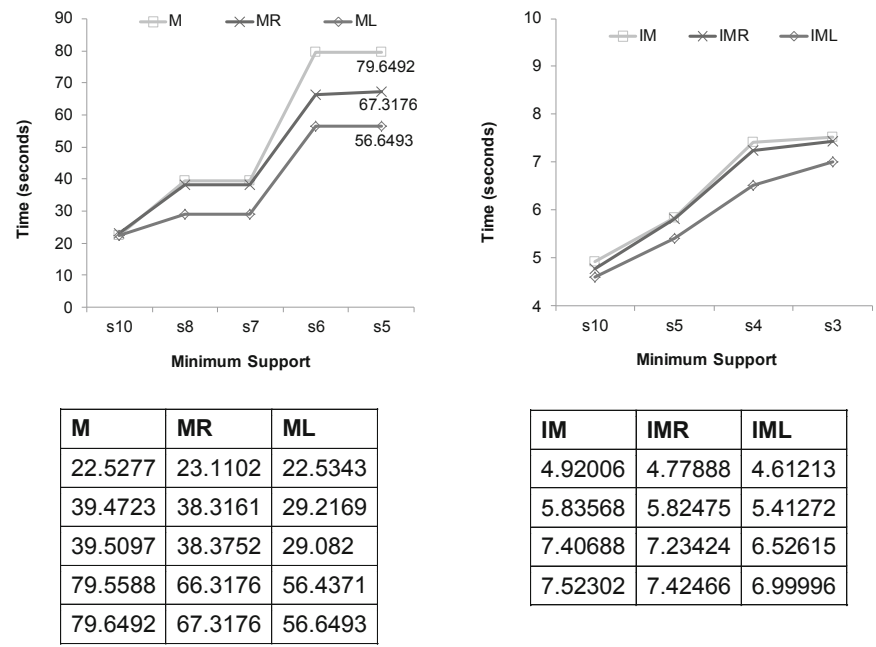 M MR ML
90
80
70
60
50
40
30
20
10
0
79.6492
67.3176
56.6493
Time (seconds)
s10 s8 s7 s6 s5
Minimum Support
IM IMR IML
10
9
8
7
6
5
4
Time (seconds)
s10 s5 s4 s3
Minimum Support
M MR ML
22.5277 23.1102 22.5343
39.4723 38.3161 29.2169
39.5097 38.3752 29.082
79.5588 66.3176 56.4371
79.6492 67.3176 56.6493
IM IMR IML
4.92006 4.77888 4.61213
5.83568 5.82475 5.41272
7.40688 7.23424 6.52615
7.52302 7.42466 6.99996